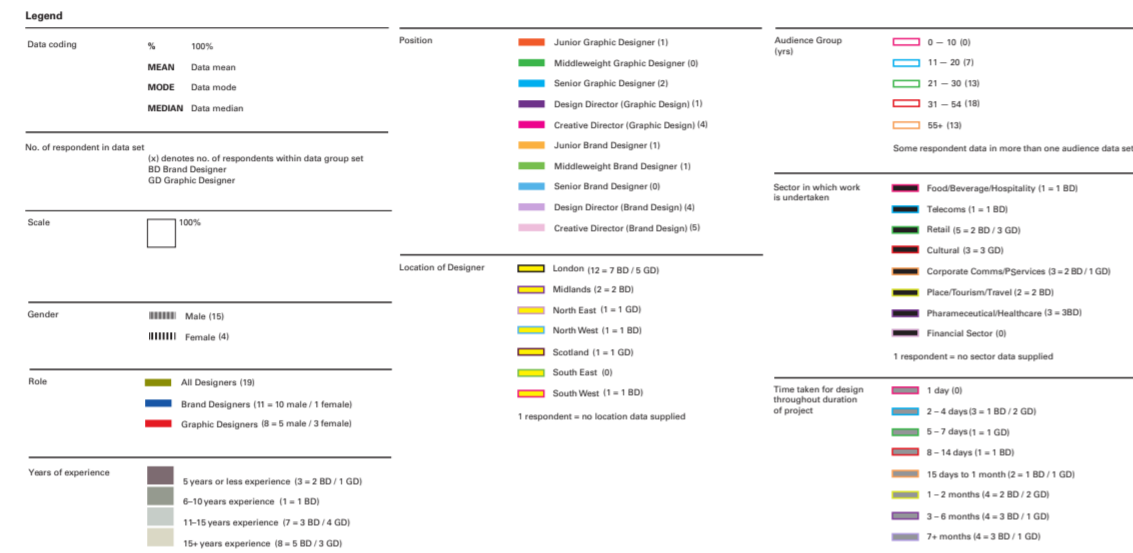 Legend
Data coding
% 100%
MEAN Data mean
MODE Data mode
MEDIAN Data median
No. of respondent in data set
(x) denotes no. of respondents within data group set
BD Brand Designer
GD Graphic Designer
Scale
100%
Gender
Male (15)
Female (4)
Role
All Designers (19)
Brand Designers (11 = 10 male / 1 female)
Graphic Designers (8 = 5 male / 3 female)
Years of experience
5 years or less experience (3 = 2 BD / 1 GD)
6–10 years experience (1 = 1 BD)
11–15 years experience (7 = 3 BD / 4 GD)
15+ years experience (8 = 5 BD / 3 GD)
Position
Junior Graphic Designer (1)
Middleweight Graphic Designer (0)
Senior Graphic Designer (2)
Design Director (Graphic Design) (1)
Creative Director (Graphic Design) (4)
Junior Brand Designer (1)
Middleweight Brand Designer (1)
Senior Brand Designer (0)
Design Director (Brand Design) (4)
Creative Director (Brand Design) (5)
Location of Designer
London (12 = 7 BD / 5 GD)
Midlands (2 = 2 BD)
North East (1 = 1 GD)
North West (1 = 1 BD)
Scotland (1 = 1 GD)
South East (0)
South West (1 = 1 BD)
1 respondent = no location data supplied
Audience Group
(yrs)
0 — 10 (0)
11 — 20 (7)
21 — 30 (13)
31 — 54 (18)
55+ (13)
Some respondent data in more than one audience data set
Sector in which work
is undertaken
Food/Beverage/Hospitality (1 = 1 BD)
Telecoms (1 = 1 BD)
Retail (5 = 2 BD / 3 GD)
Cultural (3 = 3 GD)
Corporate Comms/PServices (3 = 2 BD / 1 GD)
Place/Tourism/Travel (2 = 2 BD)
Pharameceutical/Healthcare (3 = 3BD)
Financial Sector (0)
1 respondent = no sector data supplied
Time taken for design
throughout duration
of project
1 day (0)
2 – 4 days (3 = 1 BD / 2 GD)
5 – 7 days (1 = 1 GD)
8 – 14 days (1 = 1 BD)
15 days to 1 month (2 = 1 BD / 1 GD)
1 – 2 months (4 = 2 BD / 2 GD)
3 – 6 months (4 = 3 BD / 1 GD)
7+ months (4 = 3 BD / 1 GD)